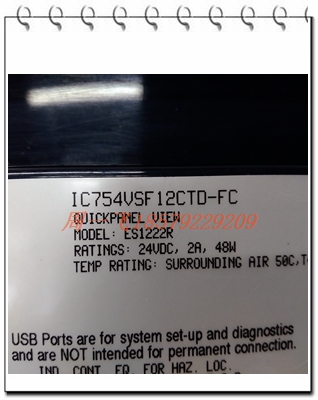 IC754VSF12CTD-FC
QUICKPANEL VIEW
MODEL: ES1222R
RATINGS: 24VDC, 2A, 48W
TEMP RATING: SURROUNDING AIR 50C,
USB Ports are for system set-up and diagnostics
and are NOT intended for permanent connection.
IND. CONT. EQ. FOR HAZ. LOC.